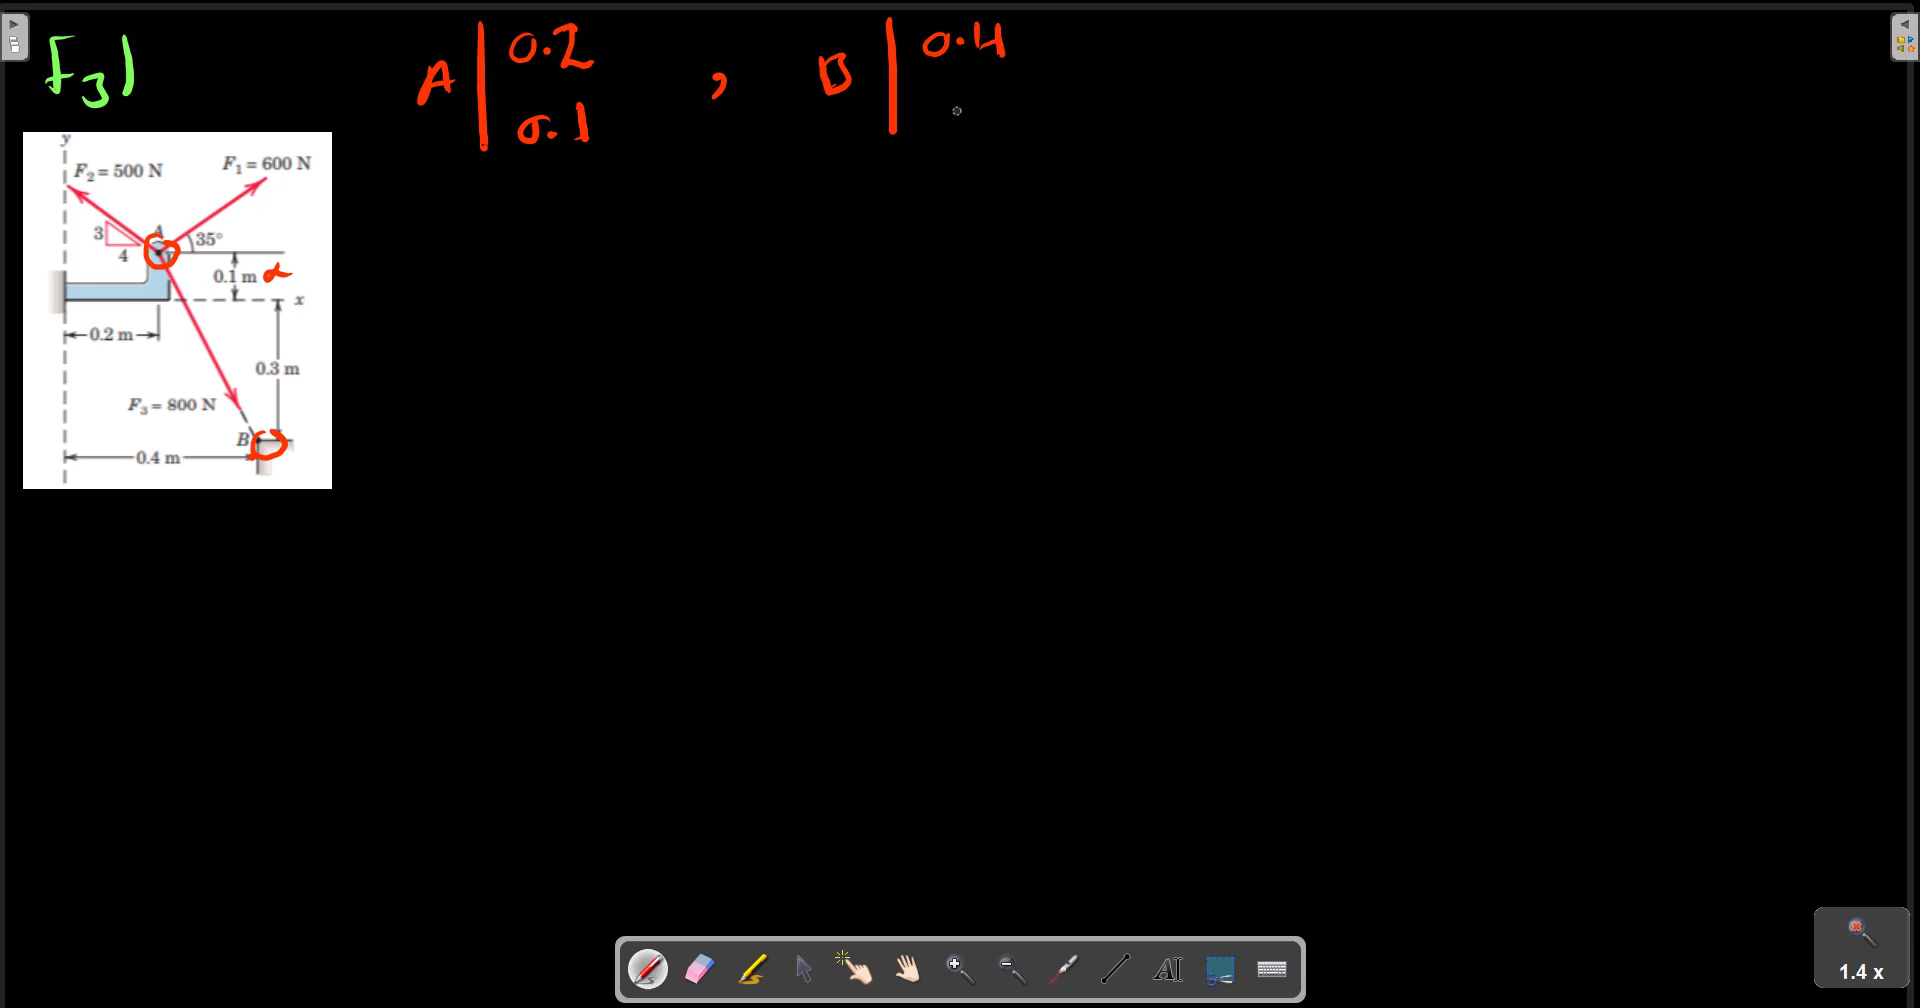 F3)
A | 0.2
0.1
, B | 0.4
y
F2 = 500 N
F1 = 600 N
3
4
A
35°
0.1 m α
x
0.2 m
0.3 m
F3 = 800 N
B
0.4 m
AI
1.4 x